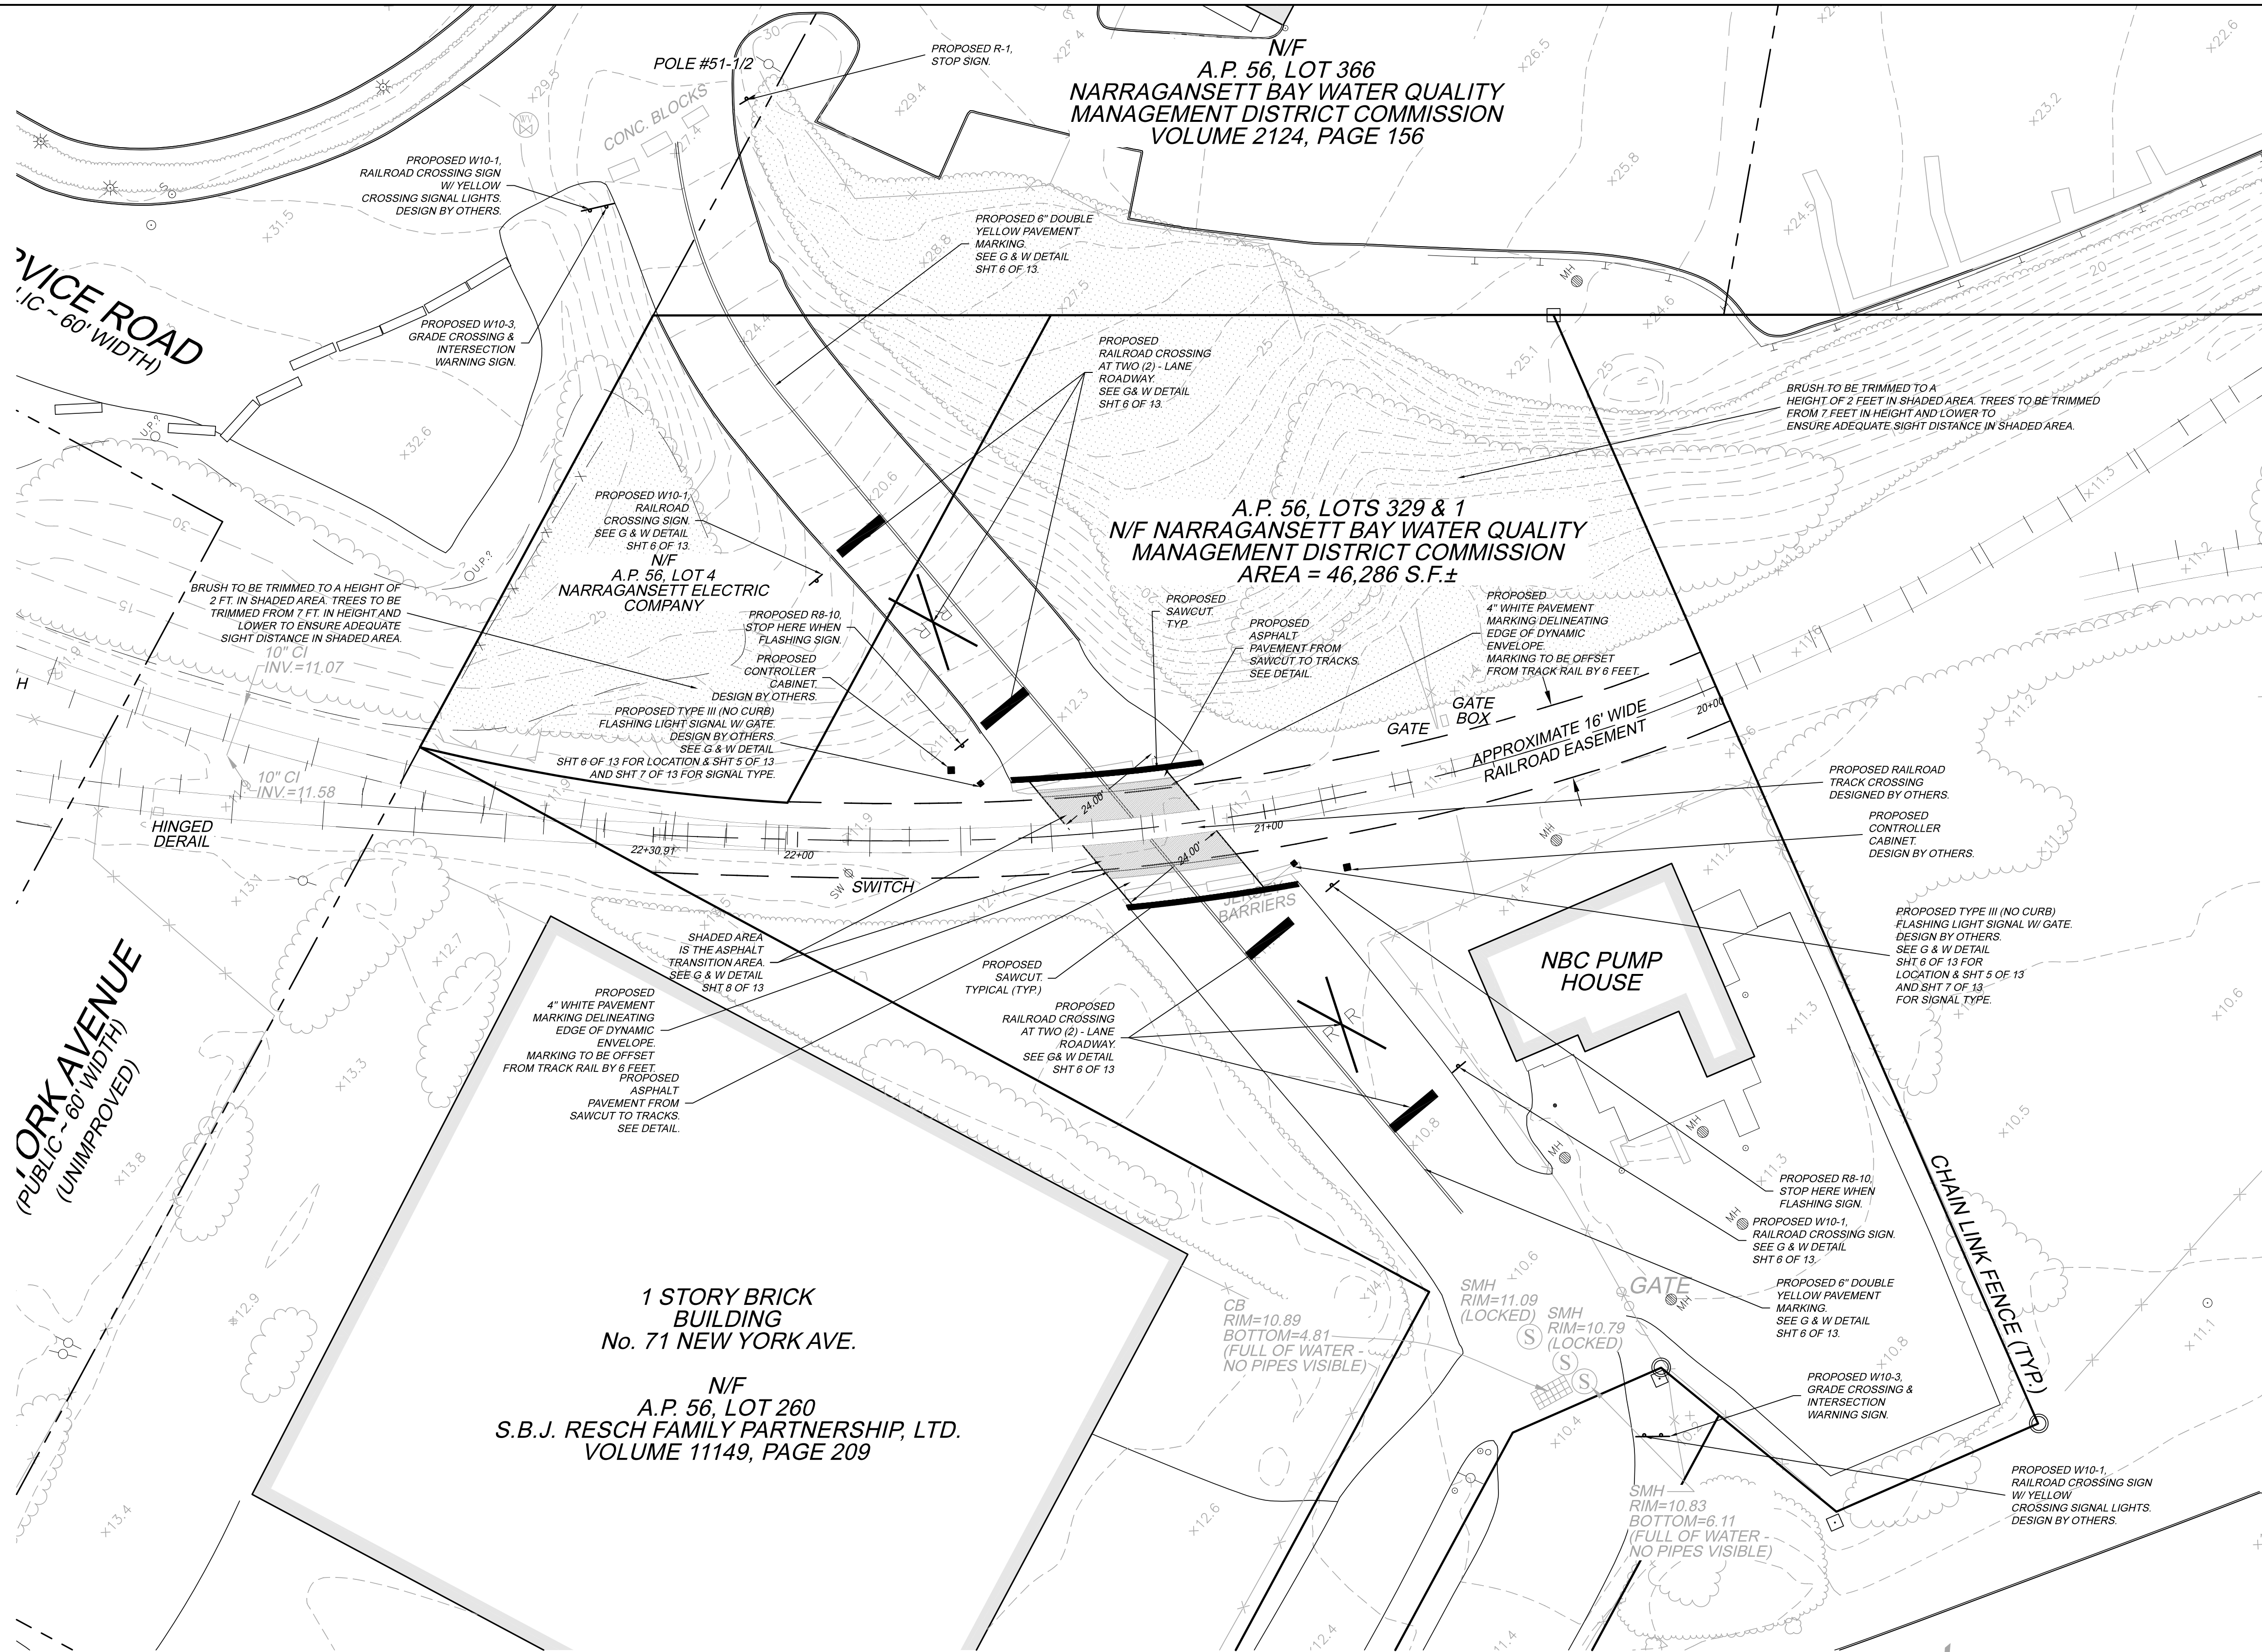 POLE #51-1/2
PROPOSED R-1,
STOP SIGN.
N/F
A.P. 56, LOT 366
NARRAGANSETT BAY WATER QUALITY
MANAGEMENT DISTRICT COMMISSION
VOLUME 2124, PAGE 156
CONC. BLOCKS
PROPOSED W10-1,
RAILROAD CROSSING SIGN
W/ YELLOW
CROSSING SIGNAL LIGHTS.
DESIGN BY OTHERS.
PROPOSED 6" DOUBLE
YELLOW PAVEMENT
MARKING.
SEE G & W DETAIL
SHT 6 OF 13.
PROPOSED W10-3,
GRADE CROSSING &
INTERSECTION
WARNING SIGN.
PROPOSED
RAILROAD CROSSING
AT TWO (2) - LANE
ROADWAY.
SEE G& W DETAIL
SHT 6 OF 13.
BRUSH TO BE TRIMMED TO A
HEIGHT OF 2 FEET IN SHADED AREA. TREES TO BE TRIMMED
FROM 7 FEET IN HEIGHT AND LOWER TO
ENSURE ADEQUATE SIGHT DISTANCE IN SHADED AREA.
RVICE ROAD
LIC ~ 60' WIDTH)
PROPOSED W10-1,
RAILROAD
CROSSING SIGN.
SEE G & W DETAIL
SHT 6 OF 13.
N/F
A.P. 56, LOT 4
NARRAGANSETT ELECTRIC
COMPANY
A.P. 56, LOTS 329 & 1
N/F NARRAGANSETT BAY WATER QUALITY
MANAGEMENT DISTRICT COMMISSION
AREA = 46,286 S.F.±
BRUSH TO BE TRIMMED TO A HEIGHT OF
2 FT. IN SHADED AREA. TREES TO BE
TRIMMED FROM 7 FT. IN HEIGHT AND
LOWER TO ENSURE ADEQUATE
SIGHT DISTANCE IN SHADED AREA.
10" CI
INV.=11.07
PROPOSED R8-10,
STOP HERE WHEN
FLASHING SIGN.
PROPOSED
CONTROLLER
CABINET.
DESIGN BY OTHERS.
PROPOSED TYPE III (NO CURB)
FLASHING LIGHT SIGNAL W/ GATE.
DESIGN BY OTHERS.
SEE G & W DETAIL
SHT 6 OF 13 FOR LOCATION & SHT 5 OF 13
AND SHT 7 OF 13 FOR SIGNAL TYPE.
PROPOSED
SAWCUT.
TYP.
PROPOSED
ASPHALT
PAVEMENT FROM
SAWCUT TO TRACKS.
SEE DETAIL.
PROPOSED
4" WHITE PAVEMENT
MARKING DELINEATING
EDGE OF DYNAMIC
ENVELOPE.
MARKING TO BE OFFSET
FROM TRACK RAIL BY 6 FEET.
GATE
GATE
BOX
APPROXIMATE 16' WIDE
RAILROAD EASEMENT
20+00
10" CI
INV.=11.58
HINGED
DERAIL
22+30.91
22+00
21+00
24.00'
24.00'
SW
SWITCH
PROPOSED RAILROAD
TRACK CROSSING
DESIGNED BY OTHERS.
PROPOSED
CONTROLLER
CABINET.
DESIGN BY OTHERS.
JERSEY
BARRIERS
PROPOSED TYPE III (NO CURB)
FLASHING LIGHT SIGNAL W/ GATE.
DESIGN BY OTHERS.
SEE G & W DETAIL
SHT 6 OF 13 FOR
LOCATION & SHT 5 OF 13
AND SHT 7 OF 13
FOR SIGNAL TYPE.
SHADED AREA
IS THE ASPHALT
TRANSITION AREA.
SEE G & W DETAIL
SHT 8 OF 13
PROPOSED
SAWCUT.
TYPICAL (TYP.)
NBC PUMP
HOUSE
PROPOSED
4" WHITE PAVEMENT
MARKING DELINEATING
EDGE OF DYNAMIC
ENVELOPE.
MARKING TO BE OFFSET
FROM TRACK RAIL BY 6 FEET.
PROPOSED
RAILROAD CROSSING
AT TWO (2) - LANE
ROADWAY.
SEE G& W DETAIL
SHT 6 OF 13
PROPOSED
ASPHALT
PAVEMENT FROM
SAWCUT TO TRACKS.
SEE DETAIL.
ORK AVENUE
(PUBLIC ~ 60' WIDTH)
(UNIMPROVED)
PROPOSED R8-10,
STOP HERE WHEN
FLASHING SIGN.
PROPOSED W10-1,
RAILROAD CROSSING SIGN.
SEE G & W DETAIL
SHT 6 OF 13.
CHAIN LINK FENCE (TYP.)
PROPOSED 6" DOUBLE
YELLOW PAVEMENT
MARKING.
SEE G & W DETAIL
SHT 6 OF 13.
GATE
1 STORY BRICK
BUILDING
No. 71 NEW YORK AVE.
N/F
A.P. 56, LOT 260
S.B.J. RESCH FAMILY PARTNERSHIP, LTD.
VOLUME 11149, PAGE 209
CB
RIM=10.89
BOTTOM=4.81
(FULL OF WATER -
NO PIPES VISIBLE)
SMH
RIM=11.09
(LOCKED)
SMH
RIM=10.79
(LOCKED)
PROPOSED W10-3,
GRADE CROSSING &
INTERSECTION
WARNING SIGN.
PROPOSED W10-1,
RAILROAD CROSSING SIGN
W/ YELLOW
CROSSING SIGNAL LIGHTS.
DESIGN BY OTHERS.
SMH
RIM=10.83
BOTTOM=6.11
(FULL OF WATER -
NO PIPES VISIBLE)